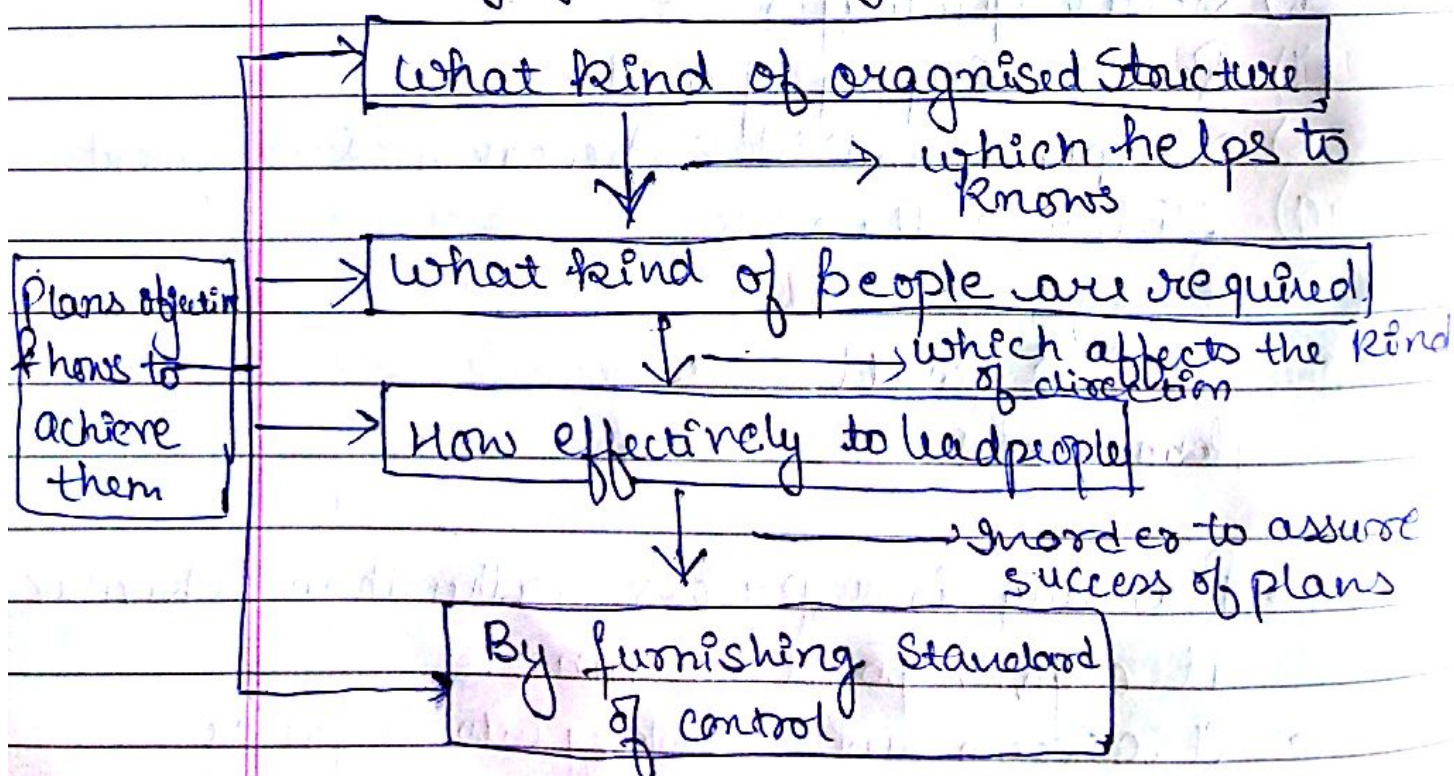 What kind of oragnised Structure
which helps to
knows
What kind of people are required
which affects the kind
of direction
Plans objectin
& hows to
achieve
them
How effectively to leadpeople
Inorder to assure
success of plans
By furnishing Standard
of control